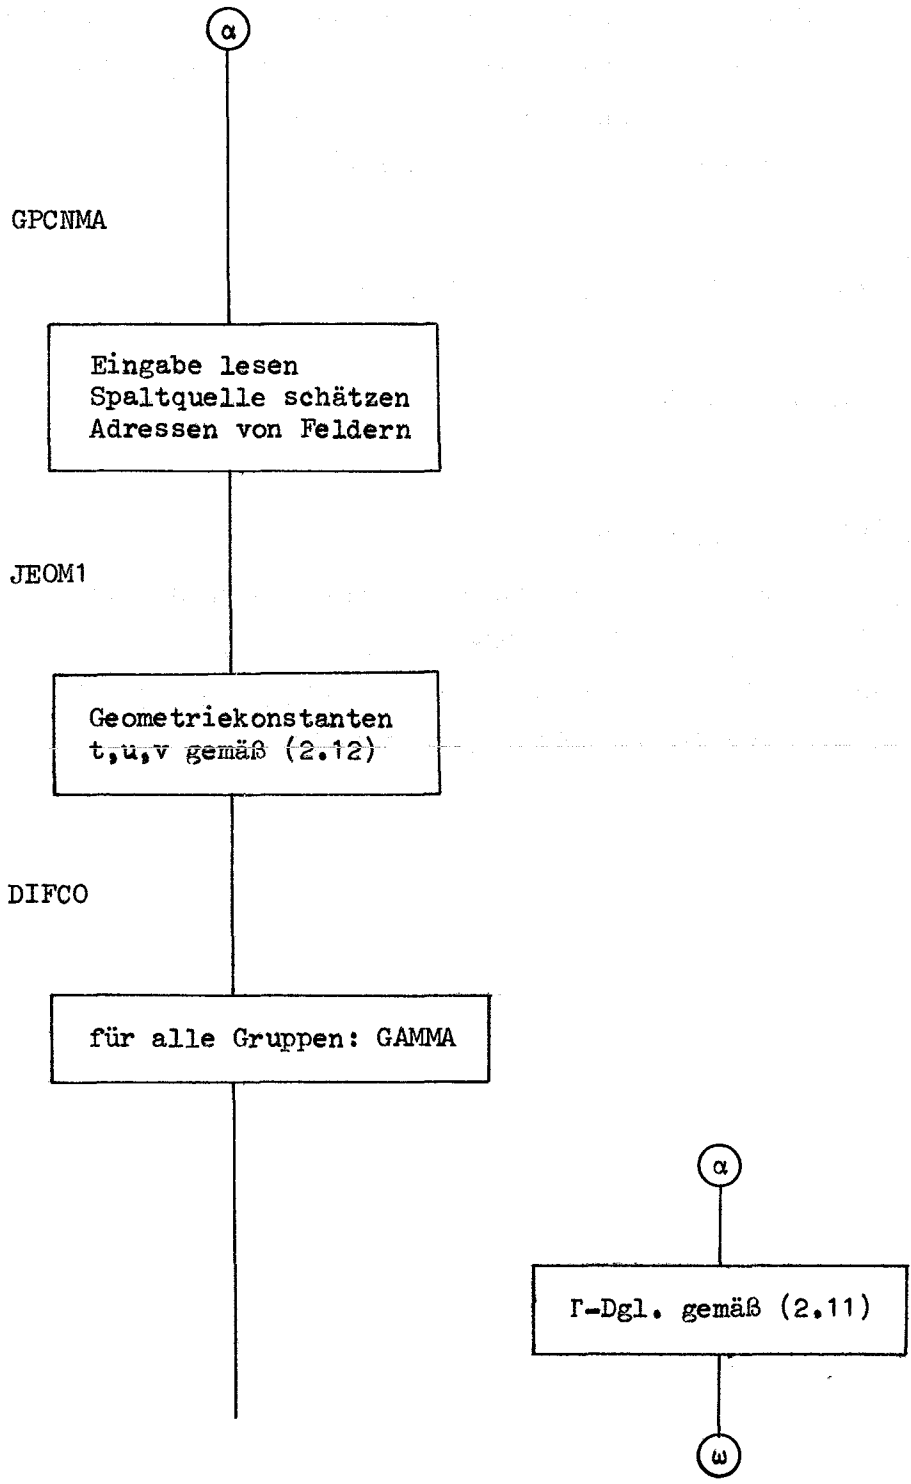 α
GPCNMA
Eingabe lesen
Spaltquelle schätzen
Adressen von Feldern
JEOM1
Geometriekonstanten
t,u,v gemäß (2.12)
DIFCO
für alle Gruppen: GAMMA
α
Γ-Dgl. gemäß (2.11)
ω